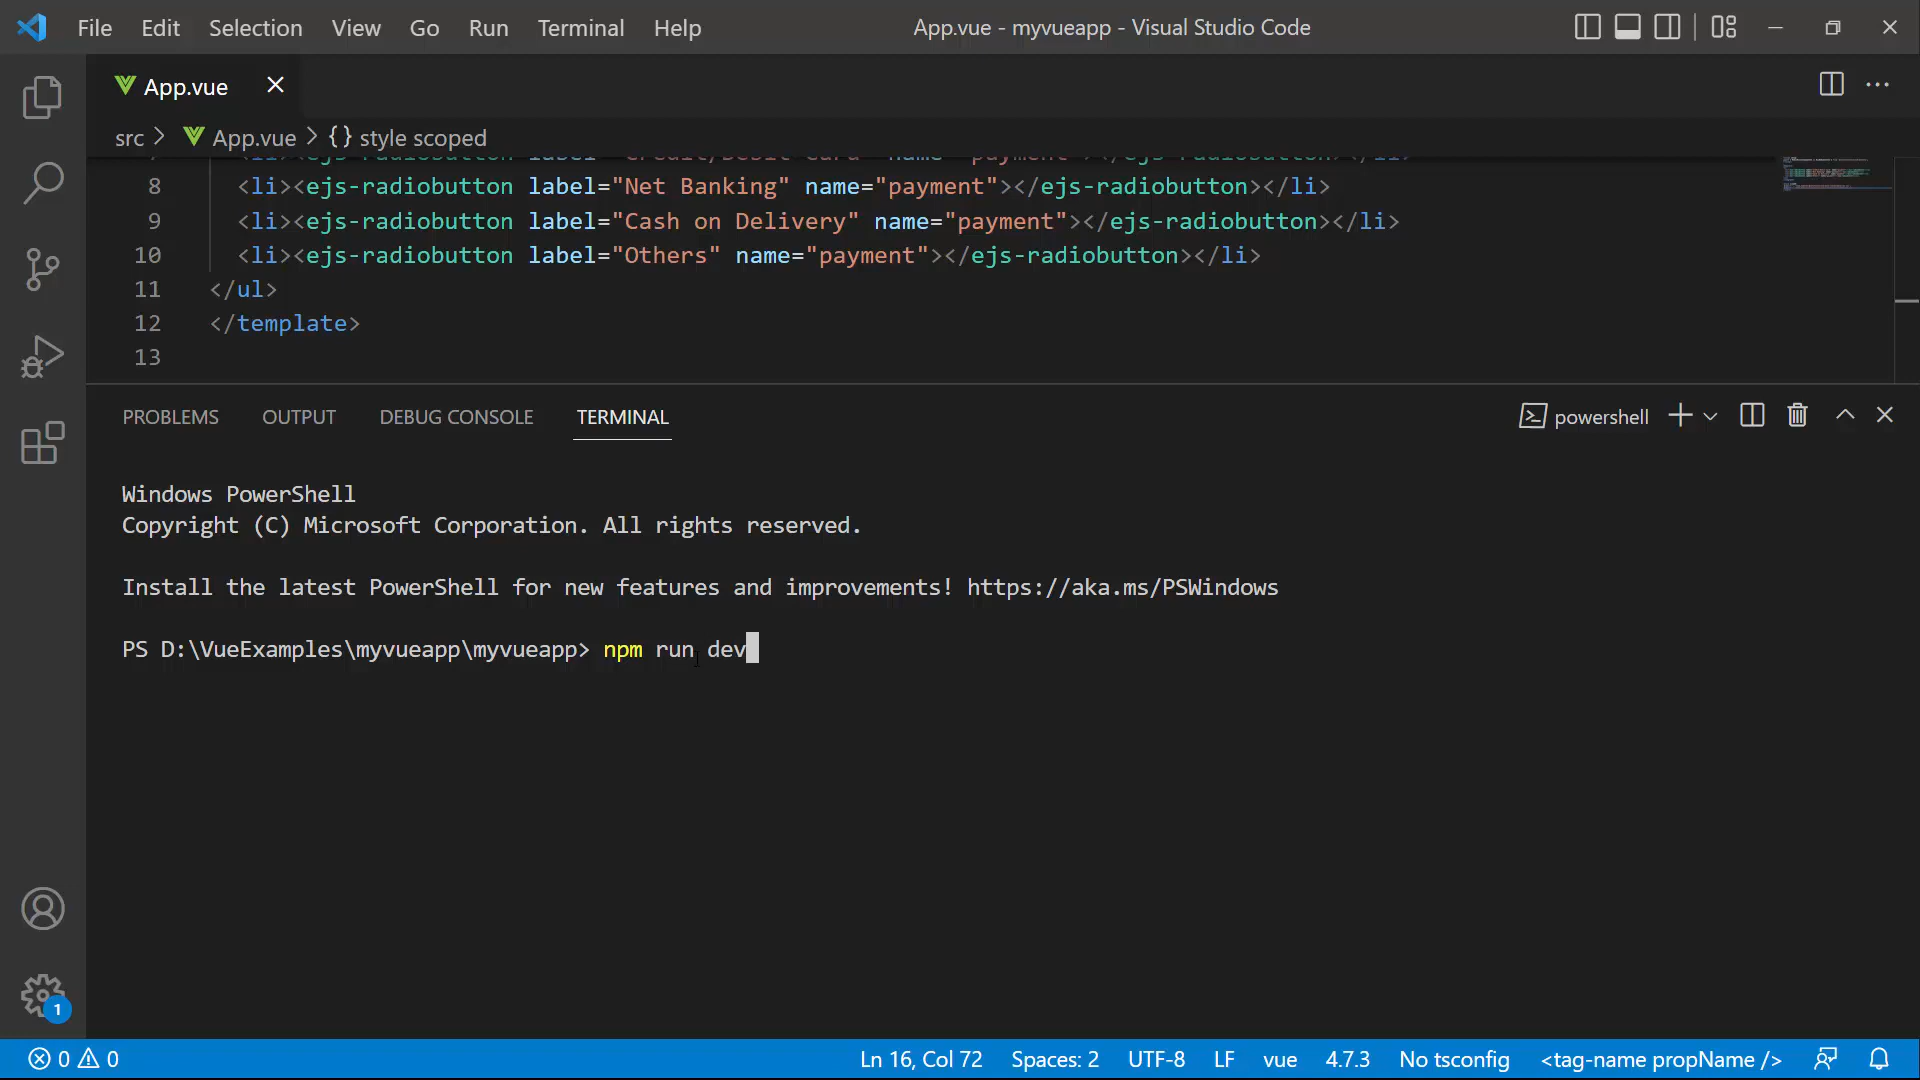 File Edit Selection View Go Run Terminal Help App.vue - myvueapp - Visual Studio Code
App.vue
src > App.vue > {} style scoped
8 <li><ejs-radiobutton label="Net Banking" name="payment"></ejs-radiobutton></li>
9 <li><ejs-radiobutton label="Cash on Delivery" name="payment"></ejs-radiobutton></li>
10 <li><ejs-radiobutton label="Others" name="payment"></ejs-radiobutton></li>
11 </ul>
12 </template>
13
PROBLEMS OUTPUT DEBUG CONSOLE TERMINAL powershell
Windows PowerShell
Copyright (C) Microsoft Corporation. All rights reserved.
Install the latest PowerShell for new features and improvements! https://aka.ms/PSWindows
PS D:\VueExamples\myvueapp\myvueapp> npm run dev
1
0 0 Ln 16, Col 72 Spaces: 2 UTF-8 LF vue 4.7.3 No tsconfig <tag-name propName />